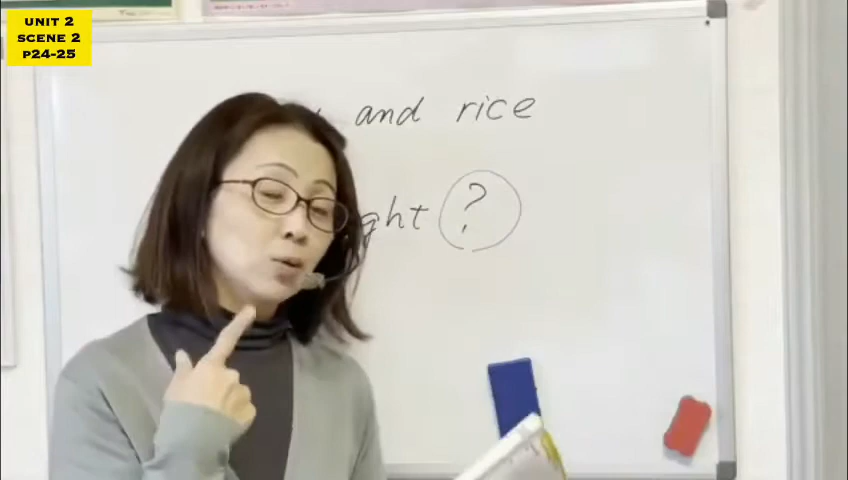 UNIT 2
SCENE 2
P24-25
and rice
ght ?